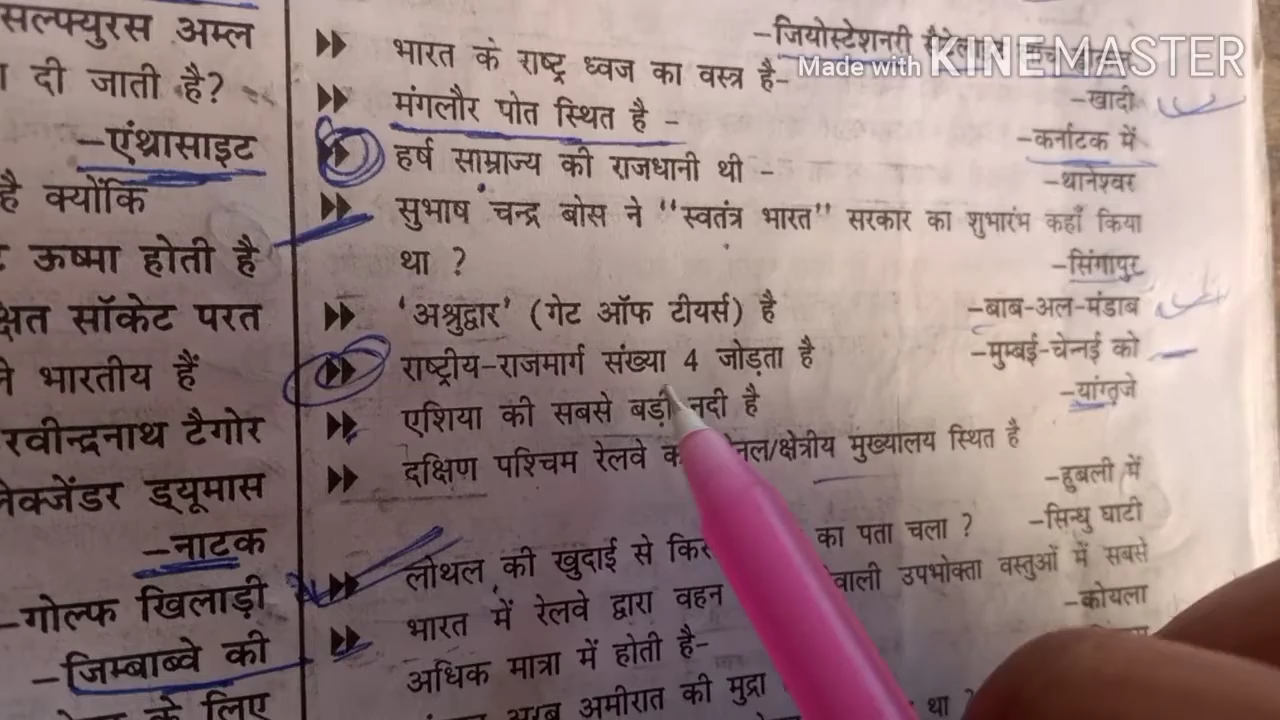 सल्फ्युरस अम्ल
दी जाती है?
–एंथ्रासाइट
है क्योंकि
ऊष्मा होती है
सॉकेट परत
भारतीय हैं
रवीन्द्रनाथ टैगोर
ड्यूमास
–नाटक
–गोल्फ खिलाड़ी
–जिम्बाब्वे की
के लिए
–जियोस्टेशनरी
Made with KINEMASTER
भारत के राष्ट्र ध्वज का वस्त्र है–
–खादी
मंगलौर पोत स्थित है –
–कर्नाटक में
हर्ष साम्राज्य की राजधानी थी –
–थानेश्वर
सुभाष चन्द्र बोस ने "स्वतंत्र भारत" सरकार का शुभारंभ कहाँ किया
था ?
–सिंगापुर
'अश्रुद्वार' (गेट ऑफ टीयर्स) है
–बाब-अल-मंडाब
राष्ट्रीय-राजमार्ग संख्या 4 जोड़ता है
–मुम्बई-चेन्नई को
एशिया की सबसे बड़ी नदी है
–यांग्त्जे
दक्षिण पश्चिम रेलवे /क्षेत्रीय मुख्यालय स्थित है
–हुबली में
लोथल की खुदाई से का पता चला ?
–सिन्धु घाटी
भारत में रेलवे द्वारा वहन उपभोक्ता वस्तुओं में सबसे
अधिक मात्रा में होती है–
–कोयला
अरब अमीरात की मुद्रा था ?